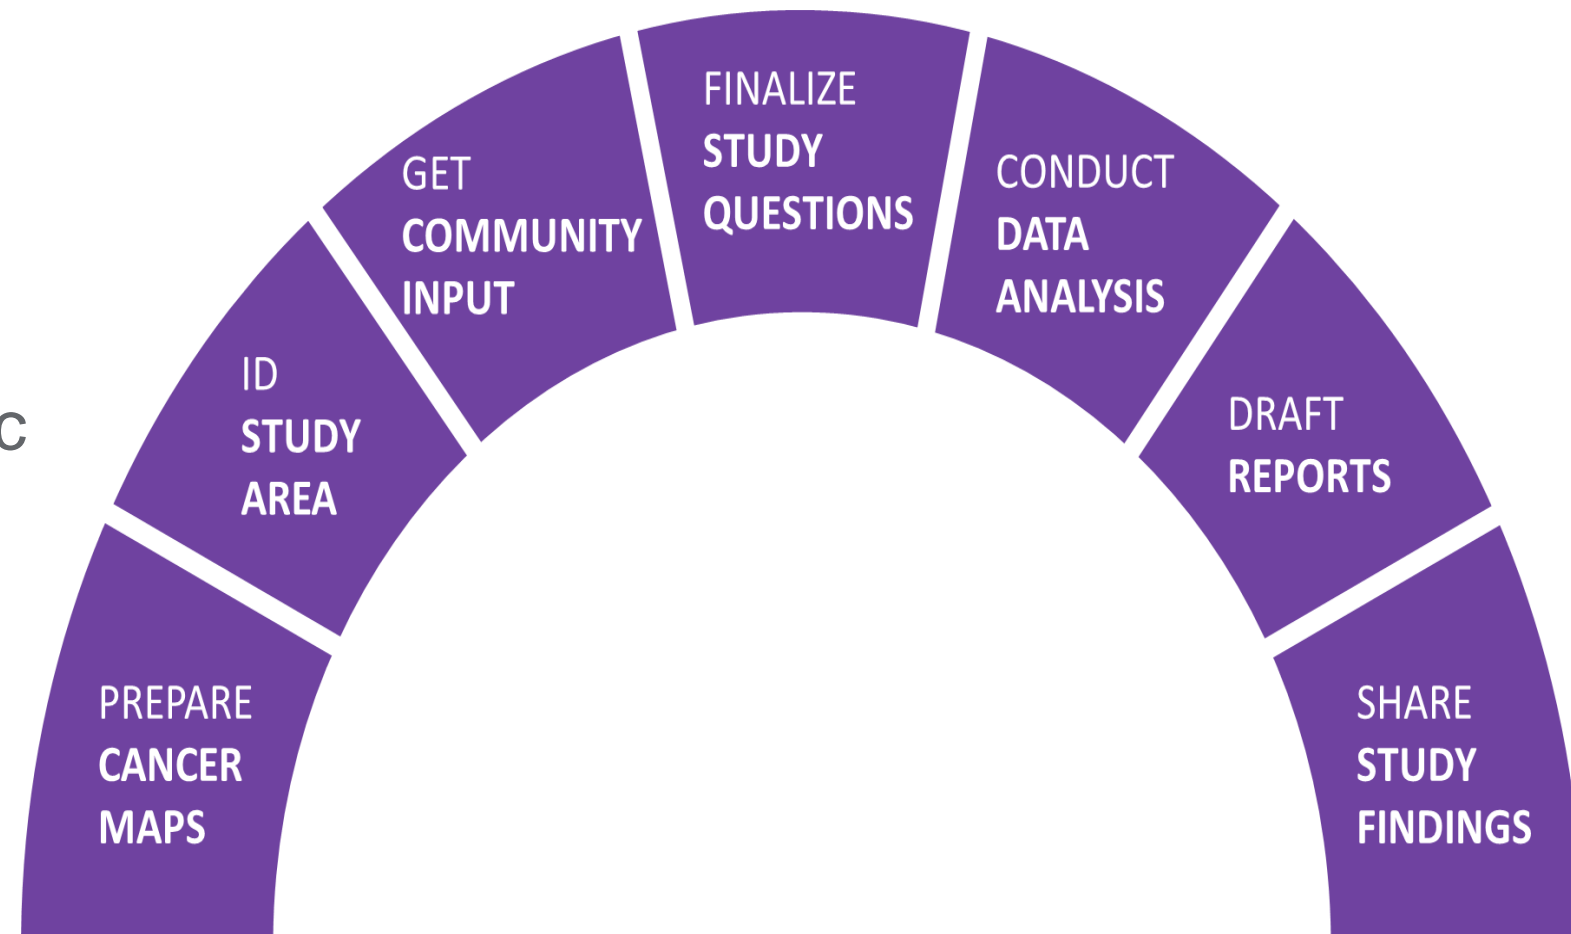 PREPARE
CANCER
MAPS
ID
STUDY
AREA
GET
COMMUNITY
INPUT
FINALIZE
STUDY
QUESTIONS
CONDUCT
DATA
ANALYSIS
DRAFT
REPORTS
SHARE
STUDY
FINDINGS